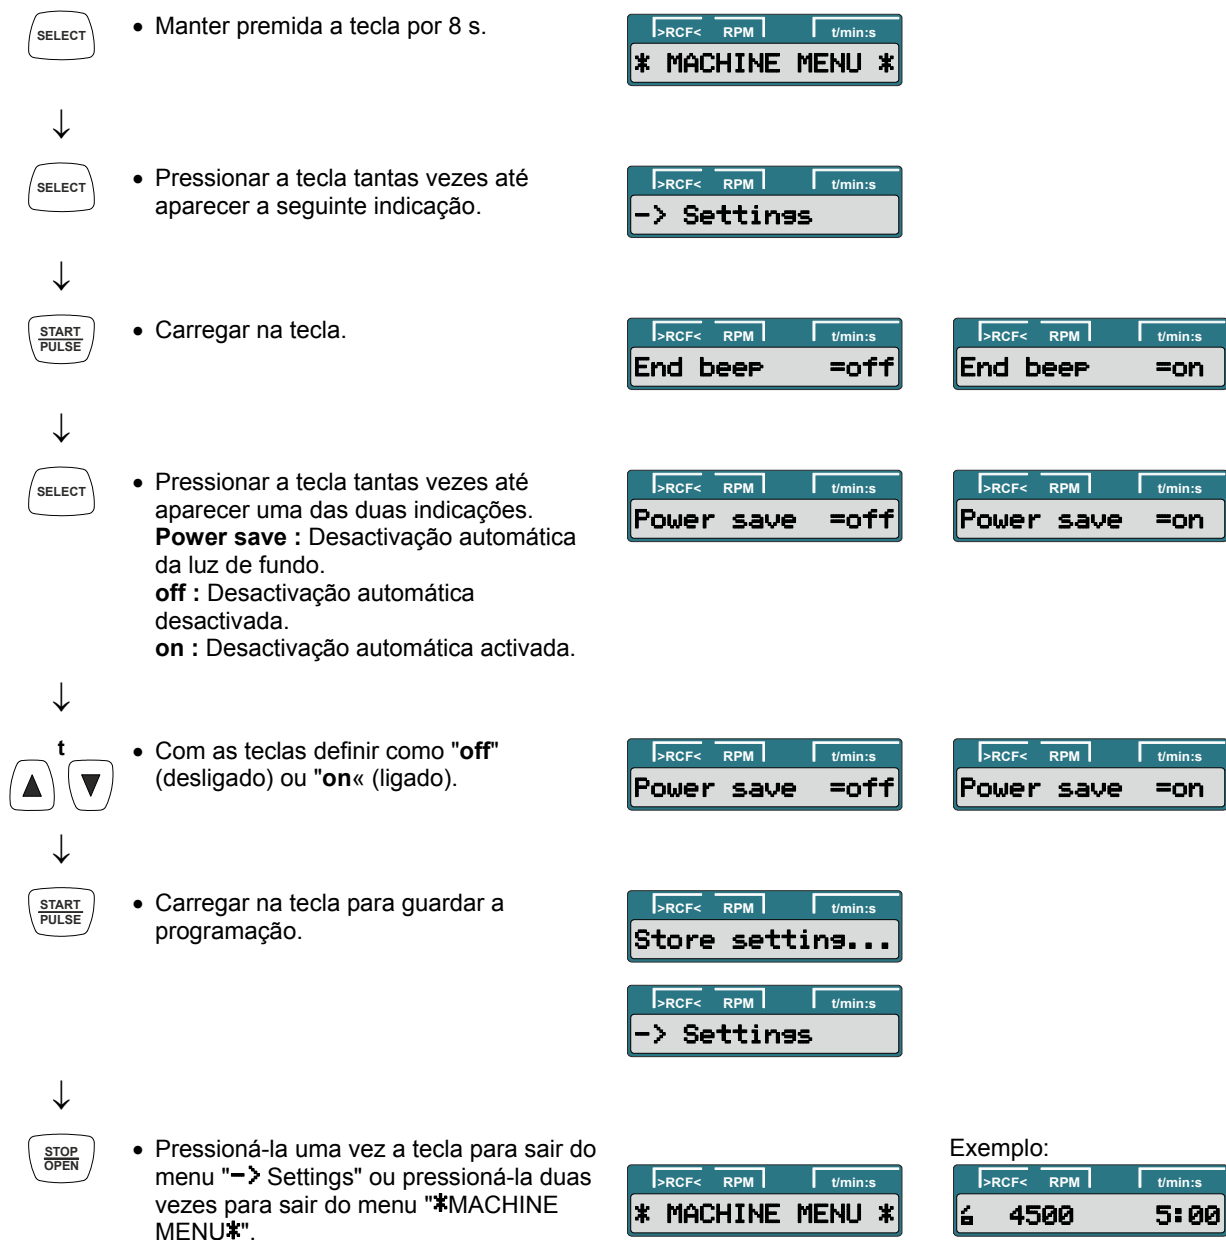 SELECT
• Manter premida a tecla por 8 s.
>RCF< RPM t/min:s
* MACHINE MENU *
↓
SELECT
• Pressionar a tecla tantas vezes até
aparecer a seguinte indicação.
>RCF< RPM t/min:s
-> Settings
↓
START
PULSE
• Carregar na tecla.
>RCF< RPM t/min:s
End beep =off
>RCF< RPM t/min:s
End beep =on
↓
SELECT
• Pressionar a tecla tantas vezes até
aparecer uma das duas indicações.
Power save : Desactivação automática
da luz de fundo.
off : Desactivação automática
desactivada.
on : Desactivação automática activada.
>RCF< RPM t/min:s
Power save =off
>RCF< RPM t/min:s
Power save =on
↓
t
▲ ▼
• Com as teclas definir como "off"
(desligado) ou "on« (ligado).
>RCF< RPM t/min:s
Power save =off
>RCF< RPM t/min:s
Power save =on
↓
START
PULSE
• Carregar na tecla para guardar a
programação.
>RCF< RPM t/min:s
Store setting...
>RCF< RPM t/min:s
-> Settings
↓
STOP
OPEN
• Pressioná-la uma vez a tecla para sair do
menu "-> Settings" ou pressioná-la duas
vezes para sair do menu "*MACHINE
MENU*".
>RCF< RPM t/min:s
* MACHINE MENU *
Exemplo:
>RCF< RPM t/min:s
4500 5:00